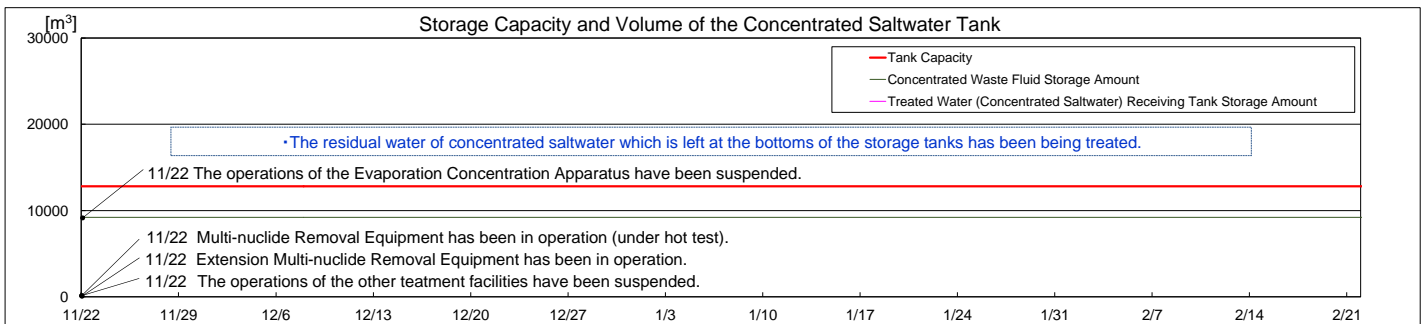 Storage Capacity and Volume of the Concentrated Saltwater Tank
[m³]
30000
Tank Capacity
Concentrated Waste Fluid Storage Amount
Treated Water (Concentrated Saltwater) Receiving Tank Storage Amount
20000
・The residual water of concentrated saltwater which is left at the bottoms of the storage tanks has been being treated.
11/22 The operations of the Evaporation Concentration Apparatus have been suspended.
10000
11/22 Multi-nuclide Removal Equipment has been in operation (under hot test).
11/22 Extension Multi-nuclide Removal Equipment has been in operation.
11/22 The operations of the other teatment facilities have been suspended.
0
11/22 11/29 12/6 12/13 12/20 12/27 1/3 1/10 1/17 1/24 1/31 2/7 2/14 2/21